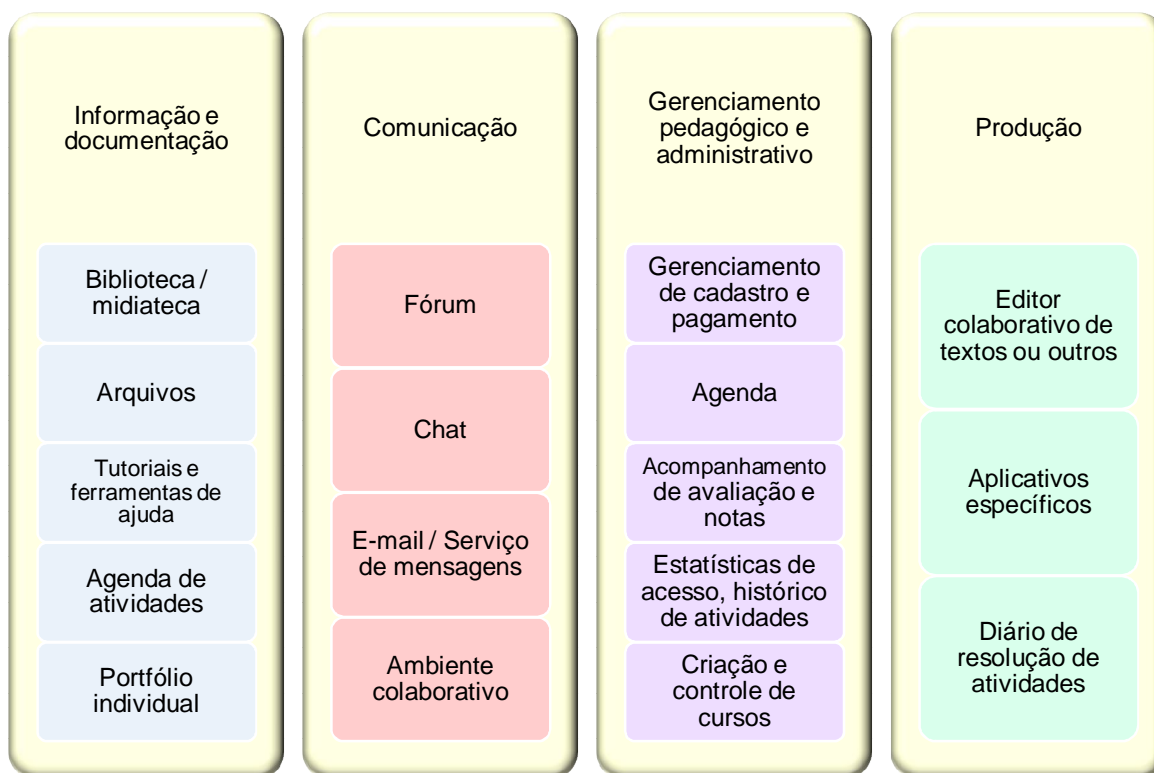 Informação e
documentação
Biblioteca /
midiateca
Arquivos
Tutoriais e
ferramentas de
ajuda
Agenda de
atividades
Portfólio
individual
Comunicação
Fórum
Chat
E-mail / Serviço
de mensagens
Ambiente
colaborativo
Gerenciamento
pedagógico e
administrativo
Gerenciamento
de cadastro e
pagamento
Agenda
Acompanhamento
de avaliação e
notas
Estatísticas de
acesso, histórico
de atividades
Criação e
controle de
cursos
Produção
Editor
colaborativo de
textos ou outros
Aplicativos
específicos
Diário de
resolução de
atividades